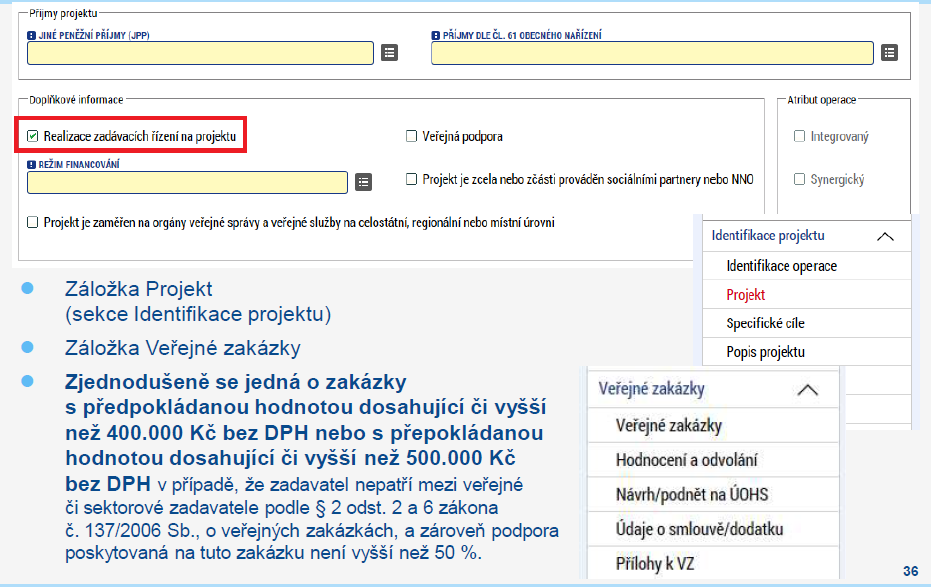 Příjmy projektu
JINÉ PENĚŽNÍ PŘÍJMY (JPP)
PŘÍJMY DLE ČL. 61 OBECNÉHO NAŘÍZENÍ
Doplňkové informace
Atribut operace
Realizace zadávacích řízení na projektu
Veřejná podpora
Integrovaný
REŽIM FINANCOVÁNÍ
Projekt je zcela nebo zčásti prováděn sociálními partnery nebo NNO
Synergický
Projekt je zaměřen na orgány veřejné správy a veřejné služby na celostátní, regionální nebo místní úrovni
Identifikace projektu
Identifikace operace
Projekt
Specifické cíle
Popis projektu
Záložka Projekt
(sekce Identifikace projektu)
Záložka Veřejné zakázky
Zjednodušeně se jedná o zakázky
s předpokládanou hodnotou dosahující či vyšší
než 400.000 Kč bez DPH nebo s přepokládanou
hodnotou dosahující či vyšší než 500.000 Kč
bez DPH v případě, že zadavatel nepatří mezi veřejné
či sektorové zadavatele podle § 2 odst. 2 a 6 zákona
č. 137/2006 Sb., o veřejných zakázkách, a zároveň podpora
poskytovaná na tuto zakázku není vyšší než 50 %.
Veřejné zakázky
Veřejné zakázky
Hodnocení a odvolání
Návrh/podnět na ÚOHS
Údaje o smlouvě/dodatku
Přílohy k VZ
36